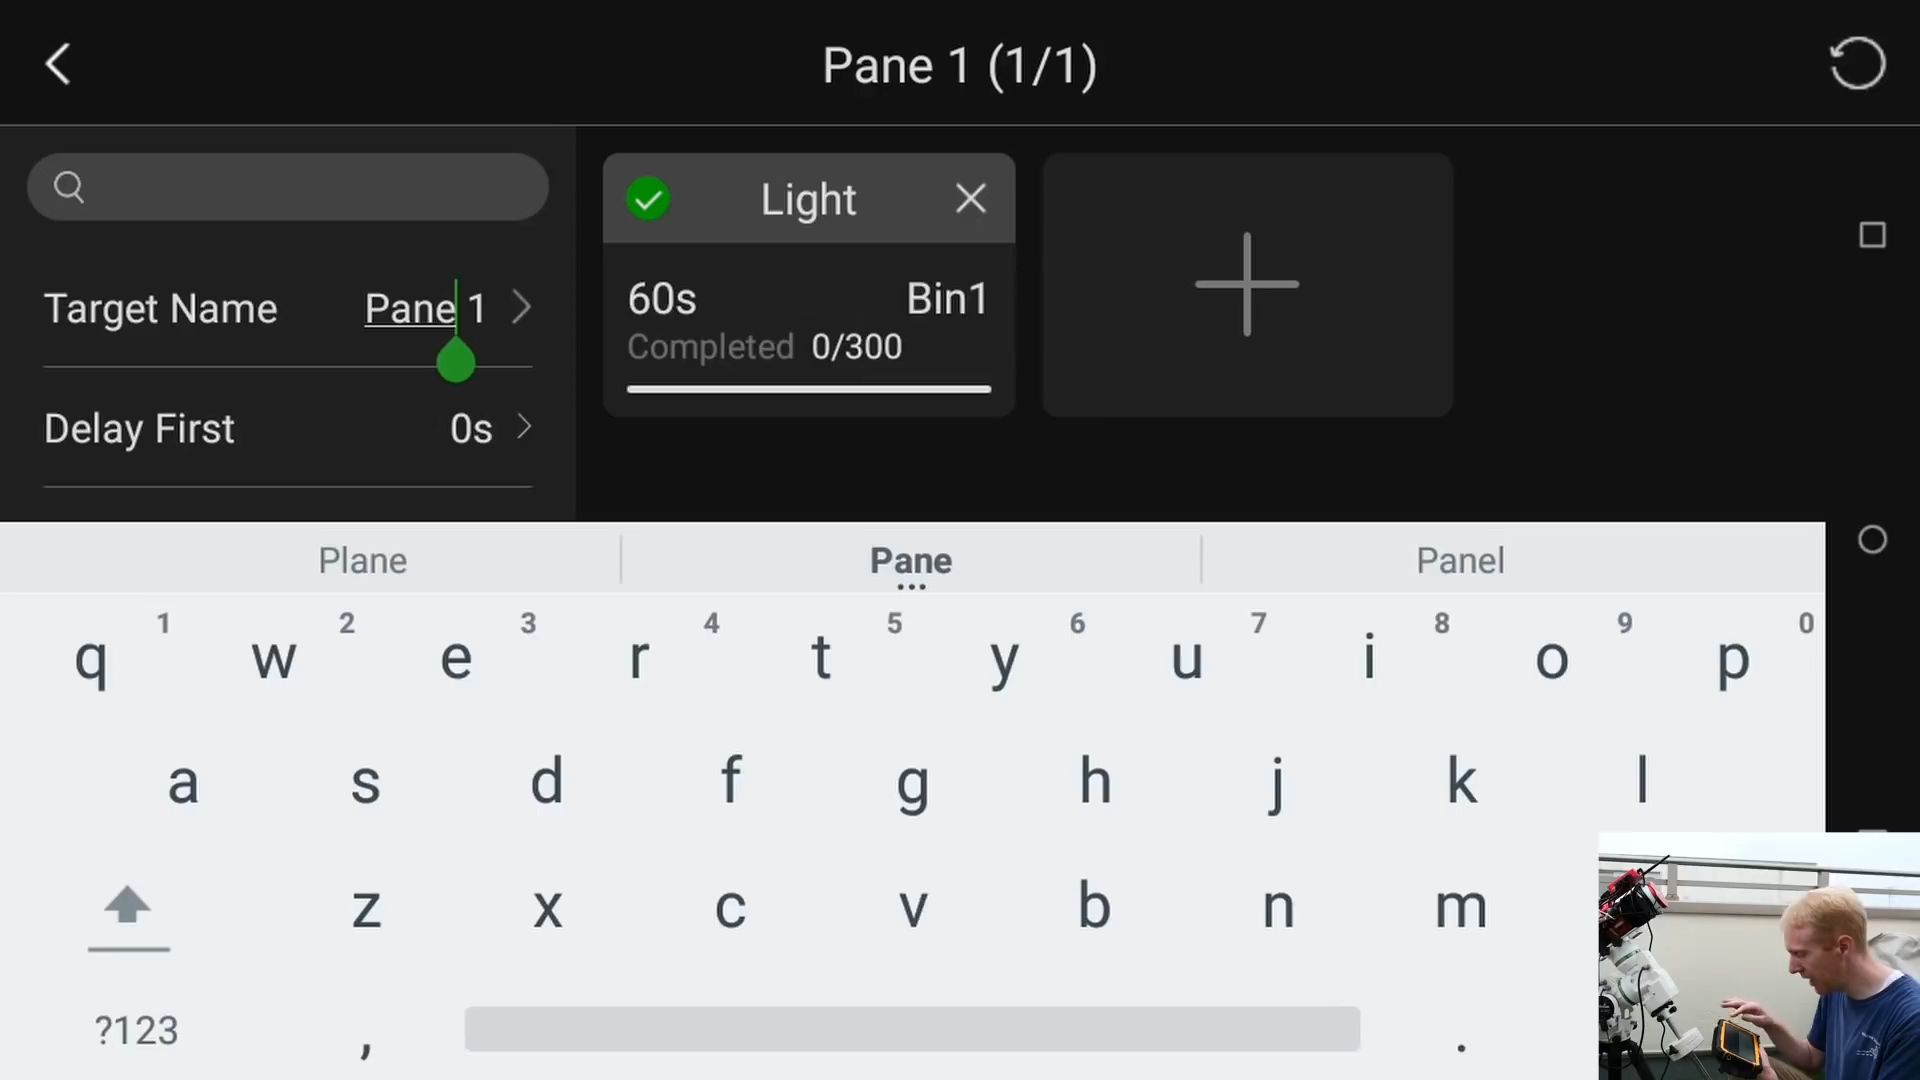 Pane 1 (1/1)
Target Name Pane 1
Delay First 0s
Light
60s Bin1
Completed 0/300
Plane Pane Panel
1 2 3 4 5 6 7 8 9 0
q w e r t y u i o p
a s d f g h j k l
z x c v b n m
?123 , .